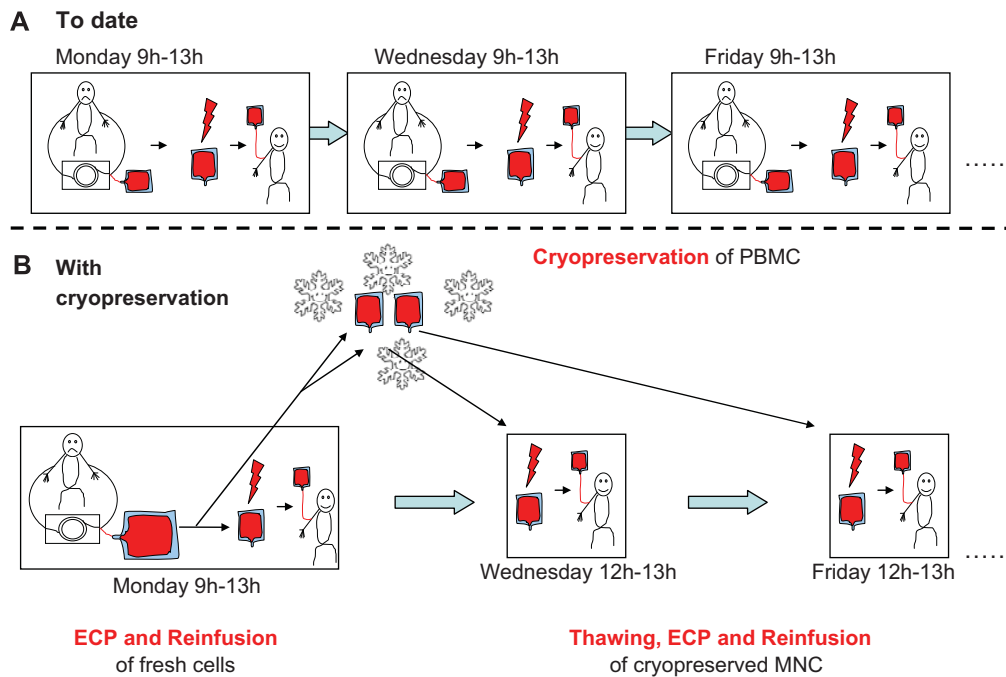 A To date
Monday 9h-13h
Wednesday 9h-13h
Friday 9h-13h
.....
B With
cryopreservation
Cryopreservation of PBMC
Monday 9h-13h
Wednesday 12h-13h
Friday 12h-13h
.....
ECP and Reinfusion
of fresh cells
Thawing, ECP and Reinfusion
of cryopreserved MNC